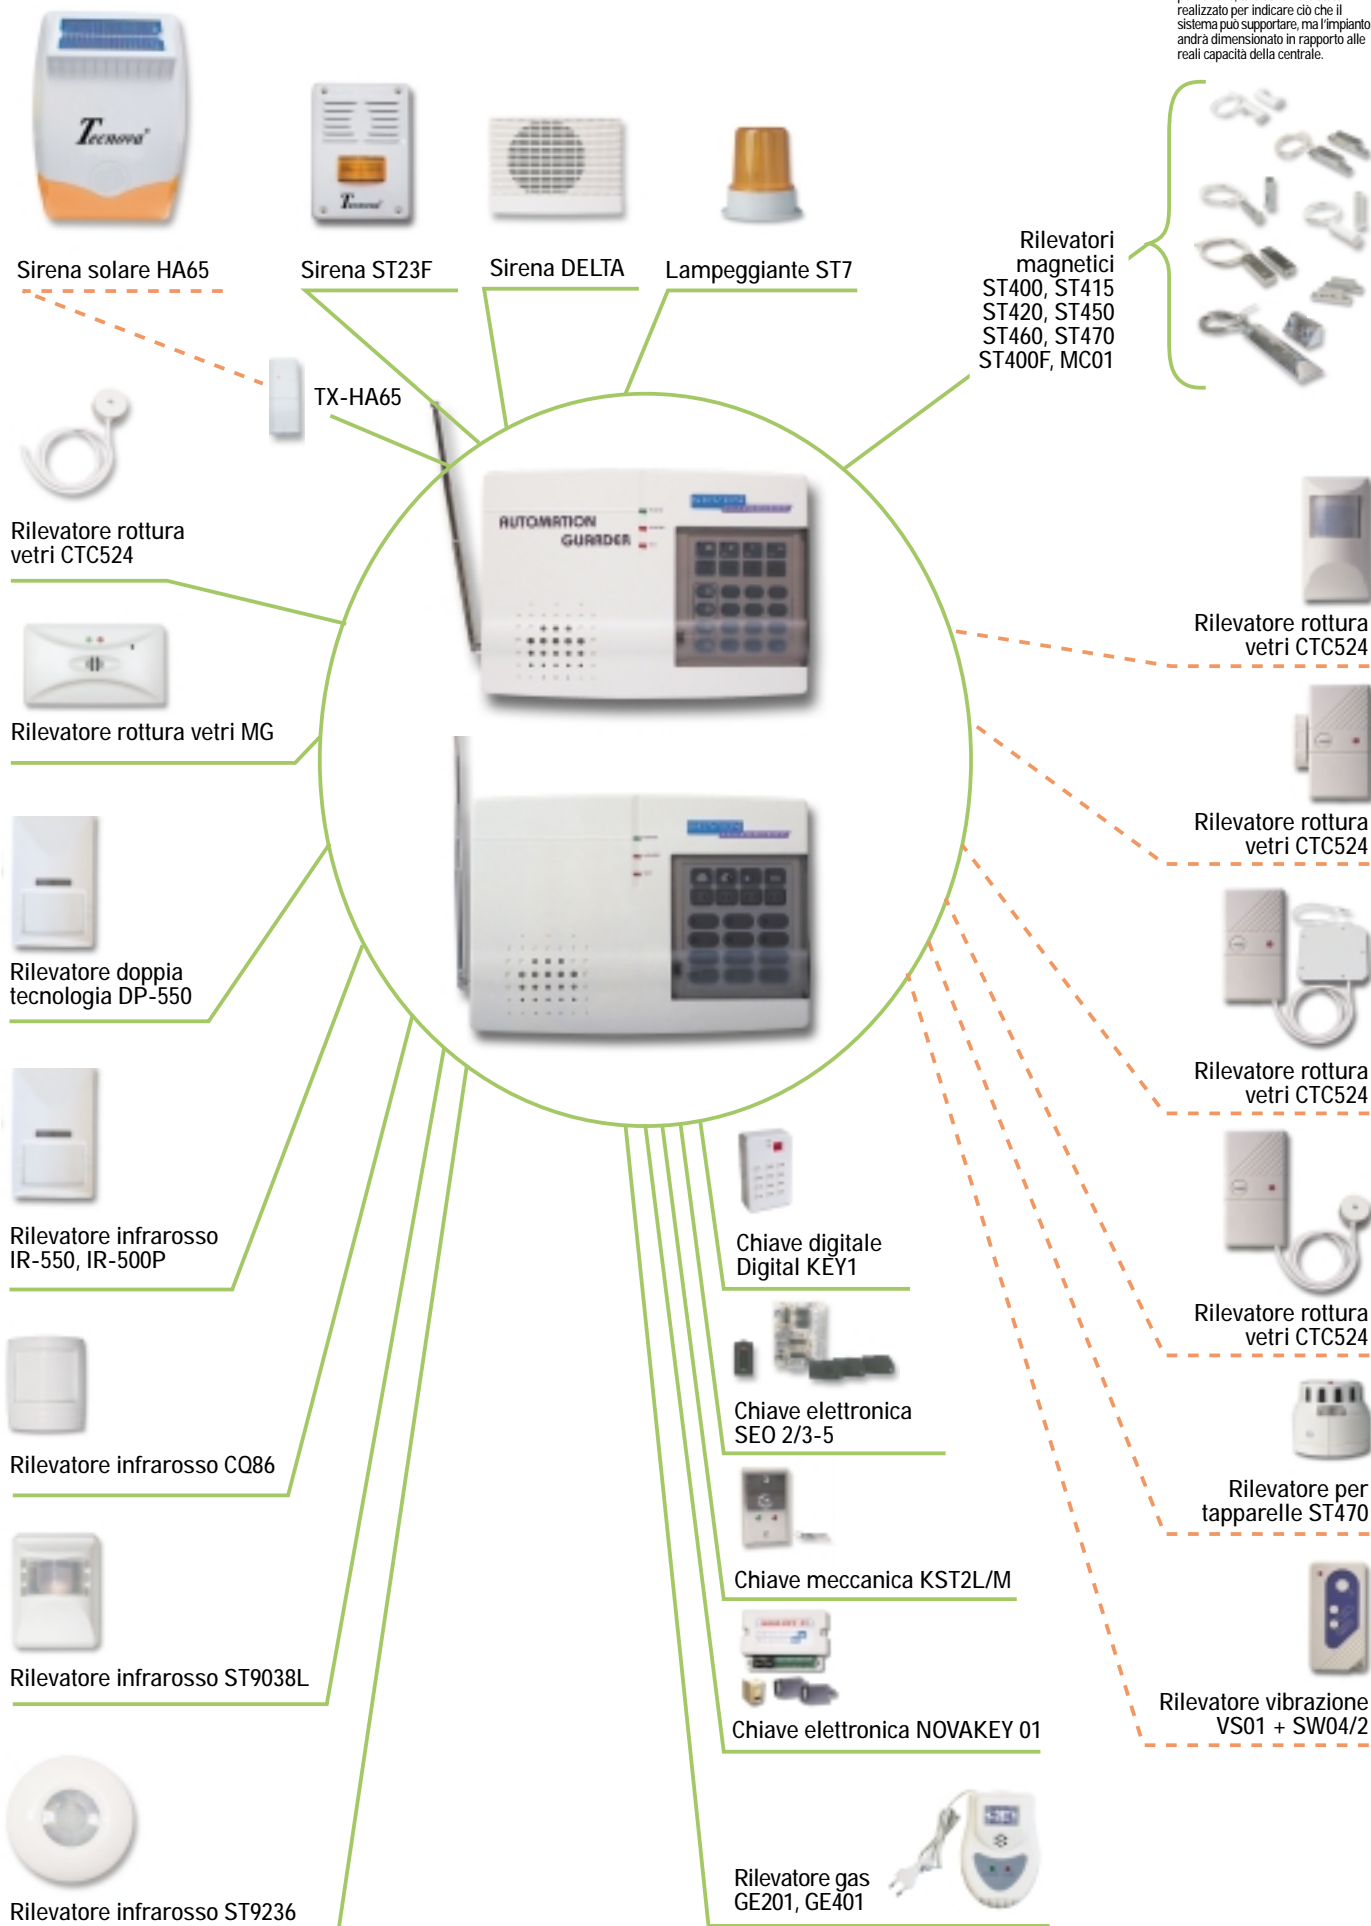 realizzato per indicare ciò che il
sistema può supportare, ma l'impianto
andrà dimensionato in rapporto alle
reali capacità della centrale.
Tecnova
Tecnova
Sirena solare HA65
Sirena ST23F
Sirena DELTA
Lampeggiante ST7
Rilevatori
magnetici
ST400, ST415
ST420, ST450
ST460, ST470
ST400F, MC01
TX-HA65
AUTOMATION
GUARDER
Rilevatore rottura
vetri CTC524
Rilevatore rottura vetri MG
Rilevatore doppia
tecnologia DP-550
Rilevatore infrarosso
IR-550, IR-500P
Rilevatore infrarosso CQ86
Rilevatore infrarosso ST9038L
Rilevatore infrarosso ST9236
Chiave digitale
Digital KEY1
Chiave elettronica
SEO 2/3-5
Chiave meccanica KST2L/M
Chiave elettronica NOVAKEY 01
Rilevatore gas
GE201, GE401
Rilevatore rottura
vetri CTC524
Rilevatore rottura
vetri CTC524
Rilevatore rottura
vetri CTC524
Rilevatore rottura
vetri CTC524
Rilevatore per
tapparelle ST470
Rilevatore vibrazione
VS01 + SW04/2